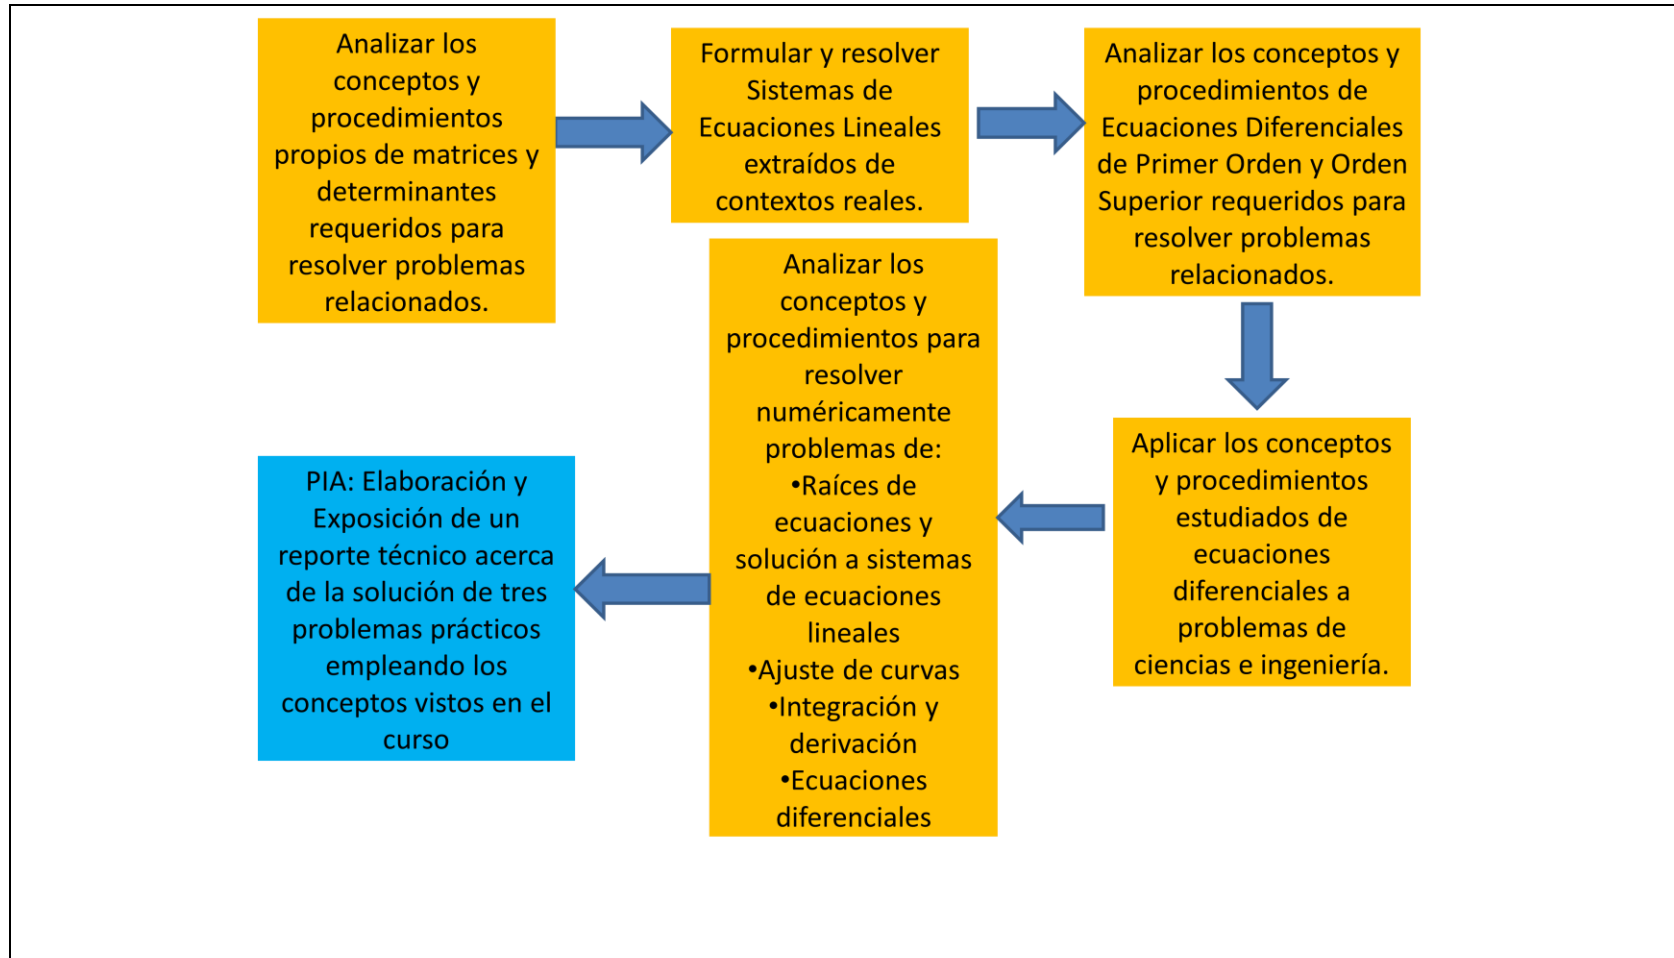 Analizar los
conceptos y
procedimientos
propios de matrices y
determinantes
requeridos para
resolver problemas
relacionados.
Formular y resolver
Sistemas de
Ecuaciones Lineales
extraídos de
contextos reales.
Analizar los conceptos y
procedimientos de
Ecuaciones Diferenciales
de Primer Orden y Orden
Superior requeridos para
resolver problemas
relacionados.
Aplicar los conceptos
y procedimientos
estudiados de
ecuaciones
diferenciales a
problemas de
ciencias e ingeniería.
Analizar los
conceptos y
procedimientos para
resolver
numéricamente
problemas de:
•Raíces de
ecuaciones y
solución a sistemas
de ecuaciones
lineales
•Ajuste de curvas
•Integración y
derivación
•Ecuaciones
diferenciales
PIA: Elaboración y
Exposición de un
reporte técnico acerca
de la solución de tres
problemas prácticos
empleando los
conceptos vistos en el
curso